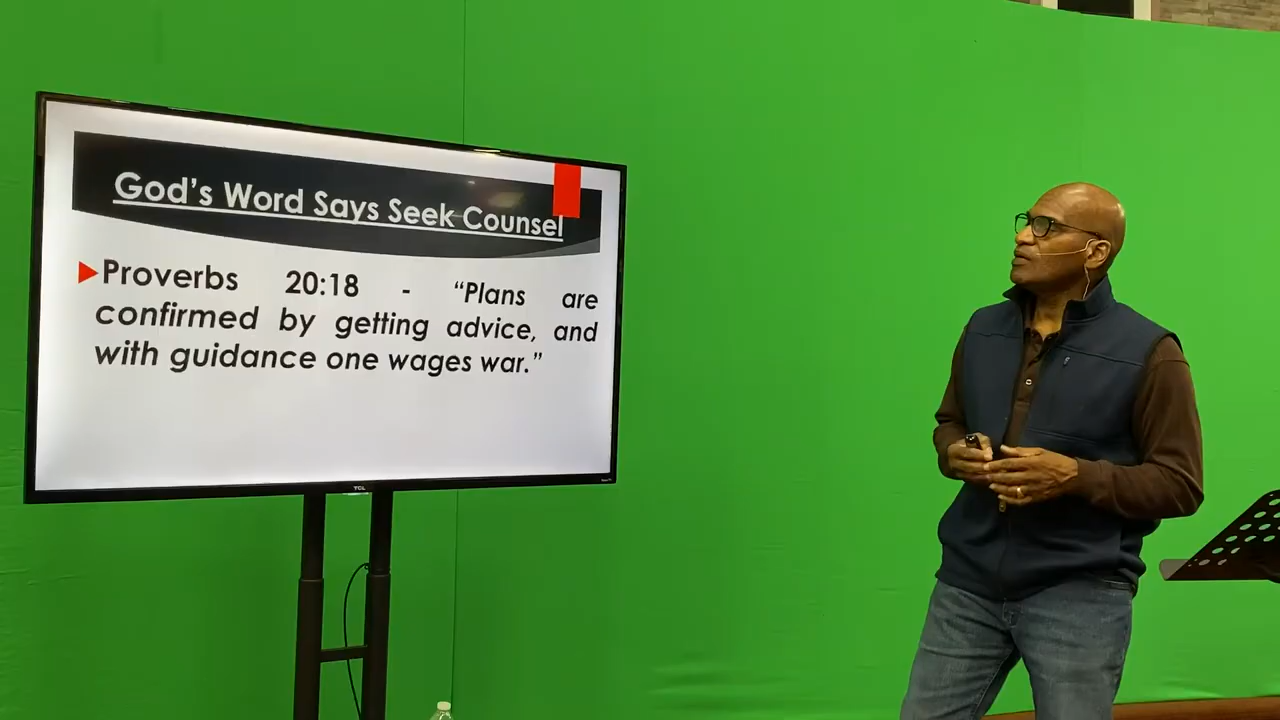 God's Word Says Seek Counsel
Proverbs 20:18 - “Plans are
confirmed by getting advice, and
with guidance one wages war.”
TCL